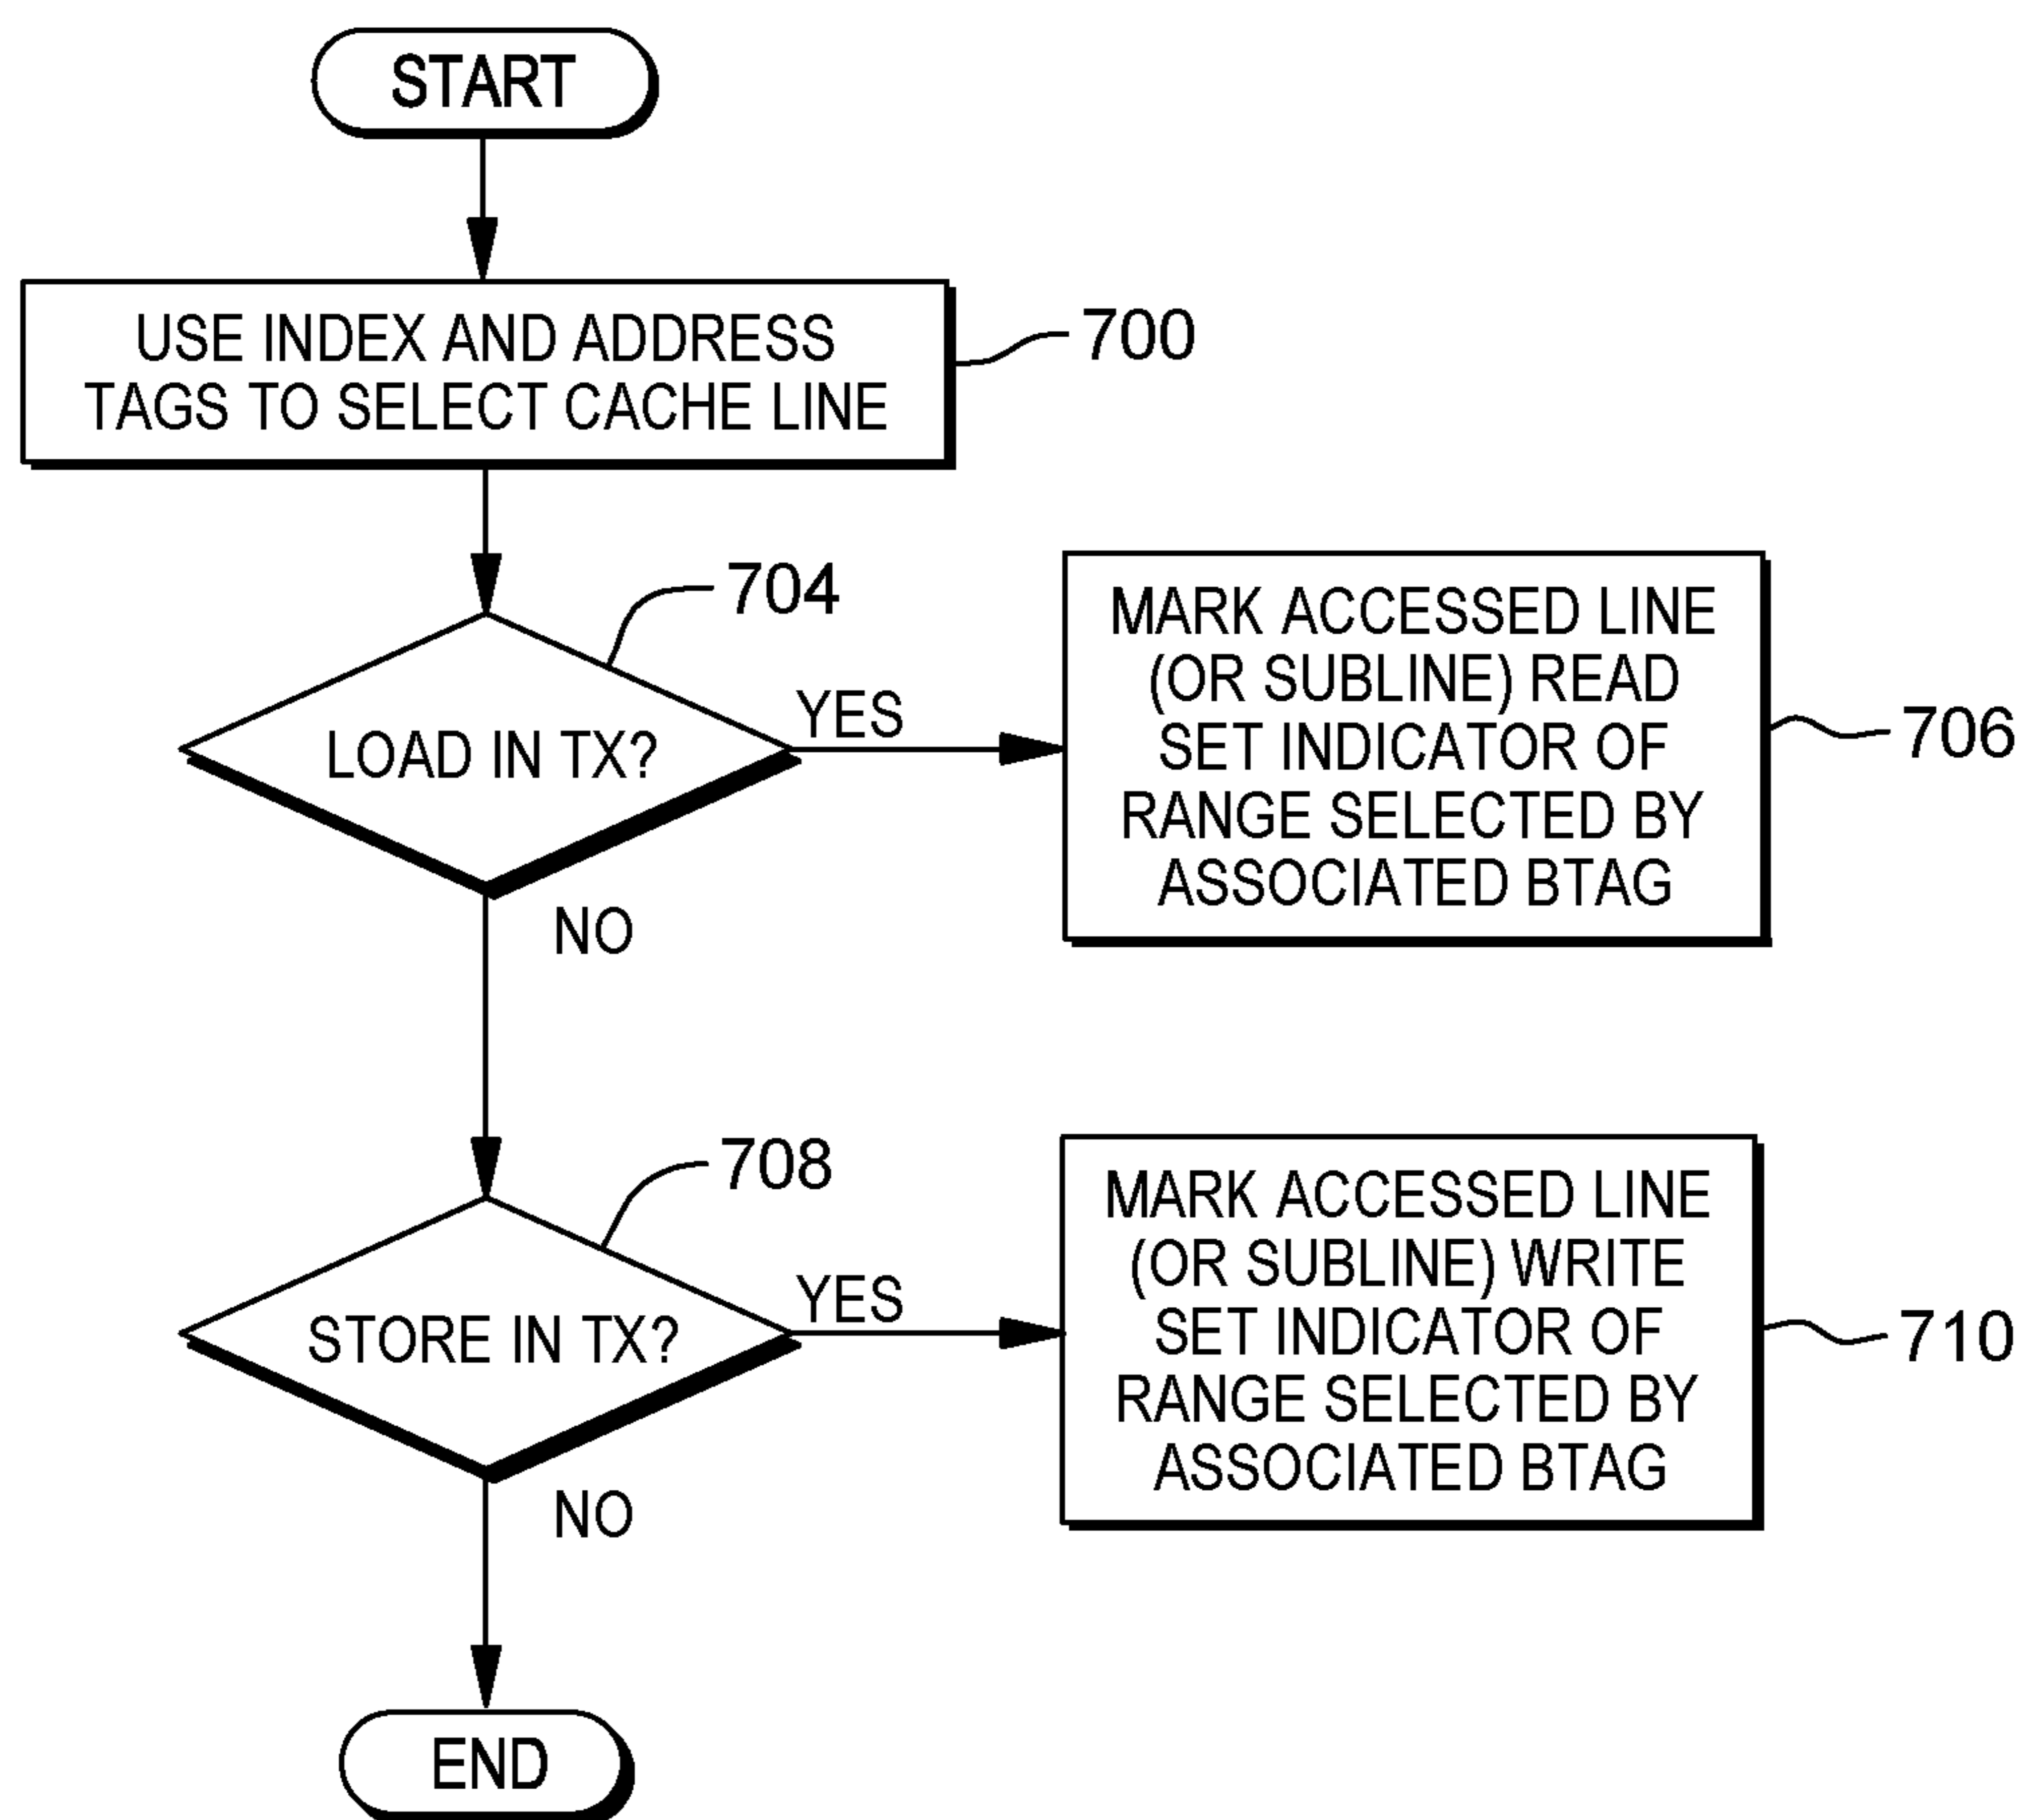 START
USE INDEX AND ADDRESS
TAGS TO SELECT CACHE LINE
700
704
LOAD IN TX?
YES
NO
MARK ACCESSED LINE
(OR SUBLINE) READ
SET INDICATOR OF
RANGE SELECTED BY
ASSOCIATED BTAG
706
708
STORE IN TX?
YES
NO
MARK ACCESSED LINE
(OR SUBLINE) WRITE
SET INDICATOR OF
RANGE SELECTED BY
ASSOCIATED BTAG
710
END